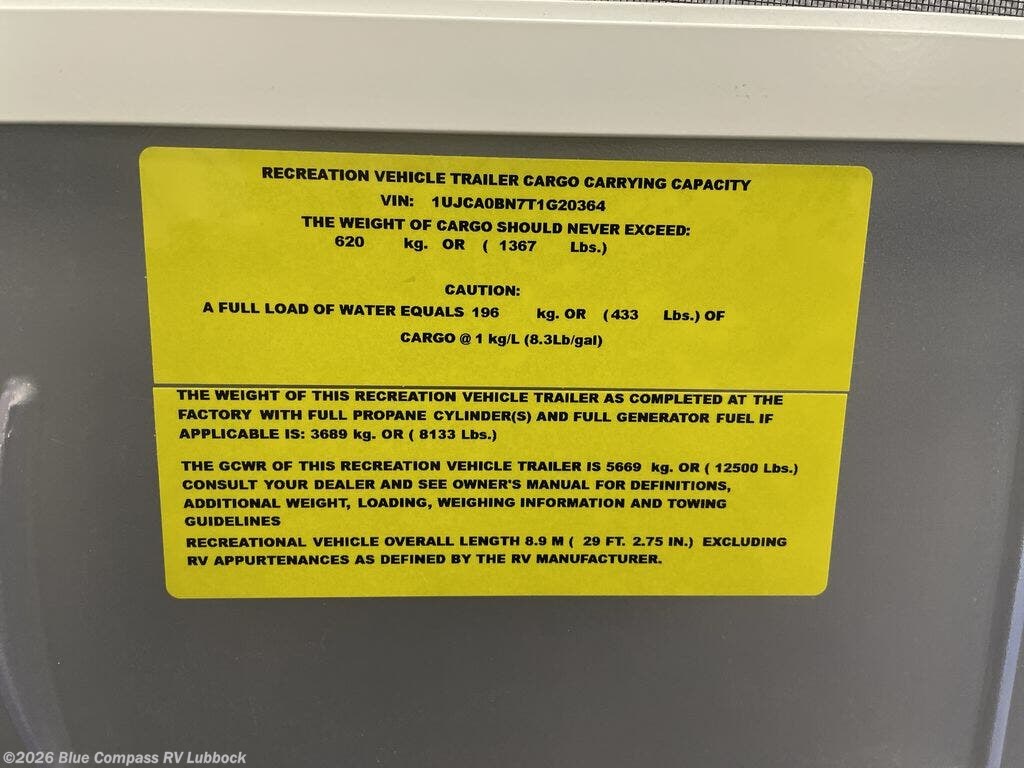 RECREATION VEHICLE TRAILER CARGO CARRYING CAPACITY
VIN: 1UJCA0BN7T1G20364
THE WEIGHT OF CARGO SHOULD NEVER EXCEED:
620 kg. OR ( 1367 Lbs.)
CAUTION:
A FULL LOAD OF WATER EQUALS 196 kg. OR (433 Lbs.) OF
CARGO @ 1 kg/L (8.3Lb/gal)
THE WEIGHT OF THIS RECREATION VEHICLE TRAILER AS COMPLETED AT THE
FACTORY WITH FULL PROPANE CYLINDER(S) AND FULL GENERATOR FUEL IF
APPLICABLE IS: 3689 kg. OR ( 8133 Lbs.)
THE GCWR OF THIS RECREATION VEHICLE TRAILER IS 5669 kg. OR ( 12500 Lbs.)
CONSULT YOUR DEALER AND SEE OWNER'S MANUAL FOR DEFINITIONS,
ADDITIONAL WEIGHT, LOADING, WEIGHING INFORMATION AND TOWING
GUIDELINES
RECREATIONAL VEHICLE OVERALL LENGTH 8.9 M ( 29 FT. 2.75 IN.) EXCLUDING
RV APPURTENANCES AS DEFINED BY THE RV MANUFACTURER.
©2026 Blue Compass RV Lubbock